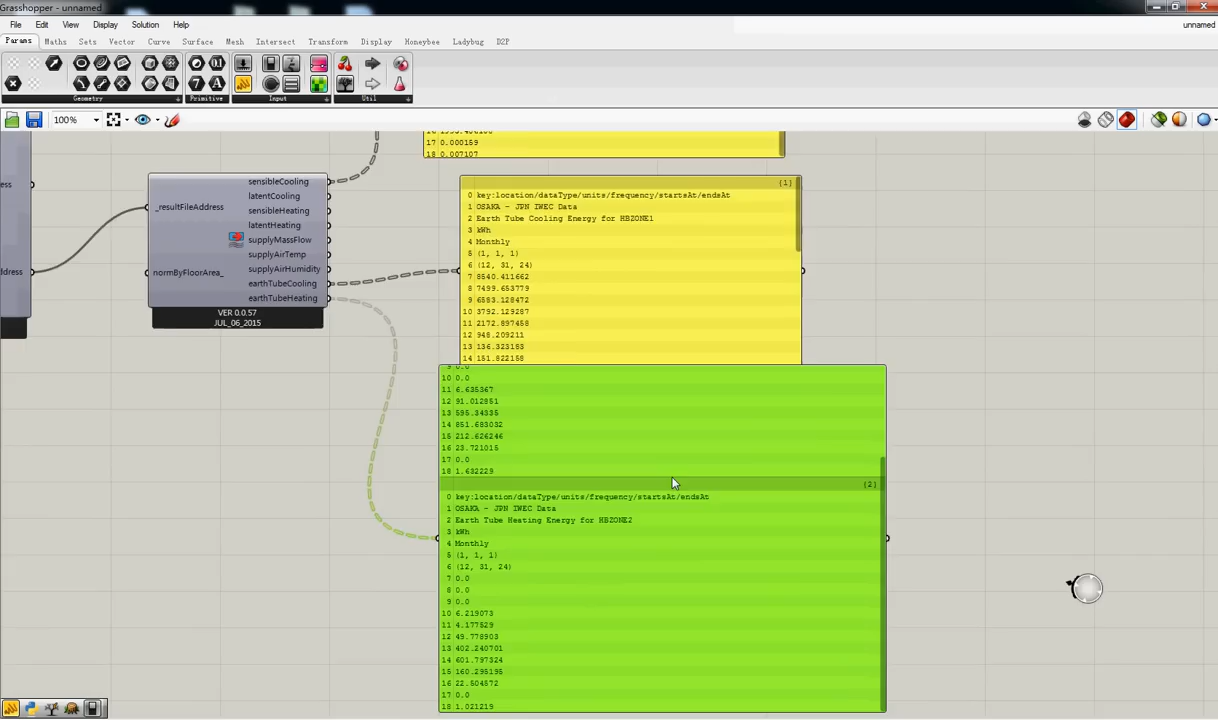 Grasshopper - unnamed
File Edit View Display Solution Help
unnamed
Params Maths Sets Vector Curve Surface Mesh Intersect Transform Display Honeybee Ladybug D2P
Geometry Primitive Input Util
100%
17 0.000159
18 0.007107
_resultFileAddress
normByFloorArea_
sensibleCooling
latentCooling
sensibleHeating
latentHeating
supplyMassFlow
supplyAirTemp
supplyAirHumidity
earthTubeCooling
earthTubeHeating
VER 0.0.57
JUL_06_2015
{1}
0 key:location/dataType/units/frequency/startsAt/endsAt
1 OSAKA - JPN IWEC Data
2 Earth Tube Cooling Energy for HBZONE1
3 kWh
4 Monthly
5 (1, 1, 1)
6 (12, 31, 24)
7 8540.411662
8 7499.653779
9 6583.128472
10 3792.129287
11 2172.897458
12 948.209211
13 136.323183
14 151.822158
9 0.0
10 0.0
11 6.635367
12 91.012851
13 595.34335
14 851.683032
15 212.626246
16 23.721015
17 0.0
18 1.632229
{2}
0 key:location/dataType/units/frequency/startsAt/endsAt
1 OSAKA - JPN IWEC Data
2 Earth Tube Heating Energy for HBZONE2
3 kWh
4 Monthly
5 (1, 1, 1)
6 (12, 31, 24)
7 0.0
8 0.0
9 0.0
10 6.219073
11 4.177529
12 49.778903
13 402.240701
14 601.797324
15 160.295195
16 22.504572
17 0.0
18 1.021219